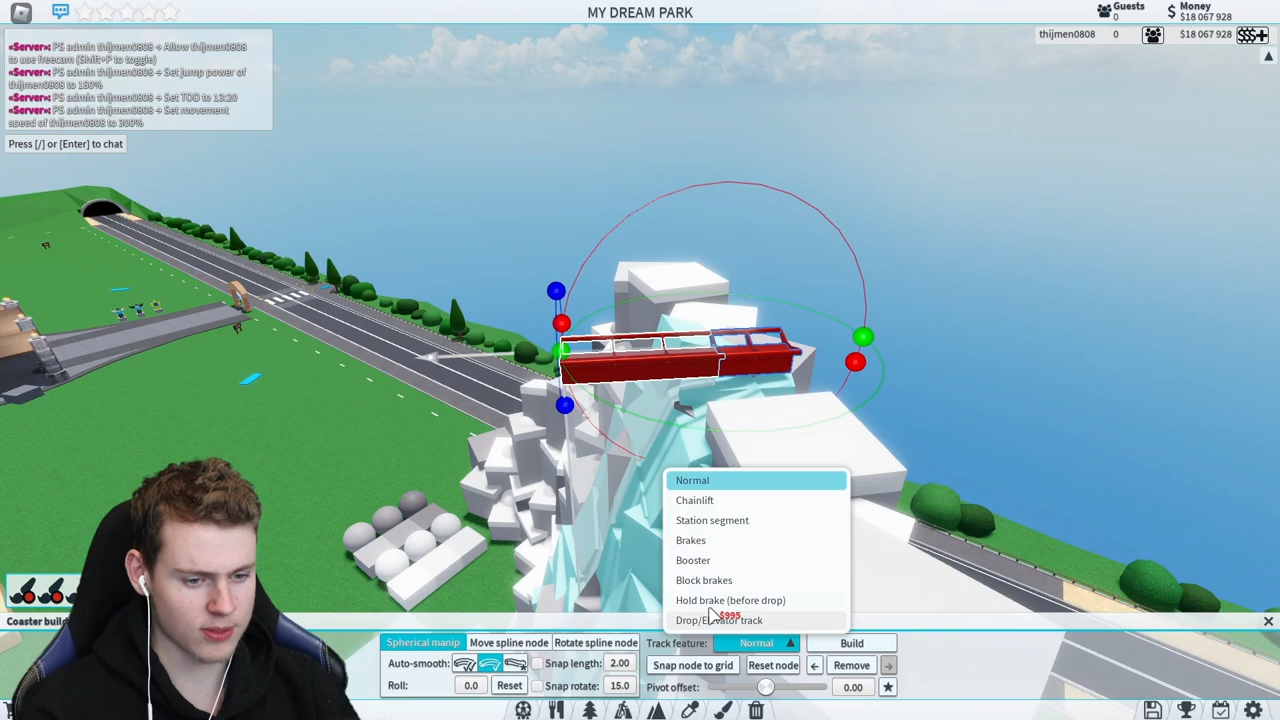 MY DREAM PARK
Guests
0
Money
$18 067 928
thijmen0808 0 $18 067 928
«Server»: PS admin thijmen0808 -> Allow thijmen0808
to use freecam (Shift+P to toggle)
«Server»: PS admin thijmen0808 -> Set jump power of
thijmen0808 to 150%
«Server»: PS admin thijmen0808 -> Set TOD to 13:20
«Server»: PS admin thijmen0808 -> Set movement
speed of thijmen0808 to 300%
Press [/] or [Enter] to chat
Normal
Chainlift
Station segment
Brakes
Booster
Block brakes
Hold brake (before drop)
$995
Drop/Elevator track
Coaster build
Spherical manip Move spline node Rotate spline node Track feature: Normal Build
Auto-smooth: Snap length: 2.00 Snap node to grid Reset node Remove
Roll: 0.0 Reset Snap rotate: 15.0 Pivot offset: 0.00